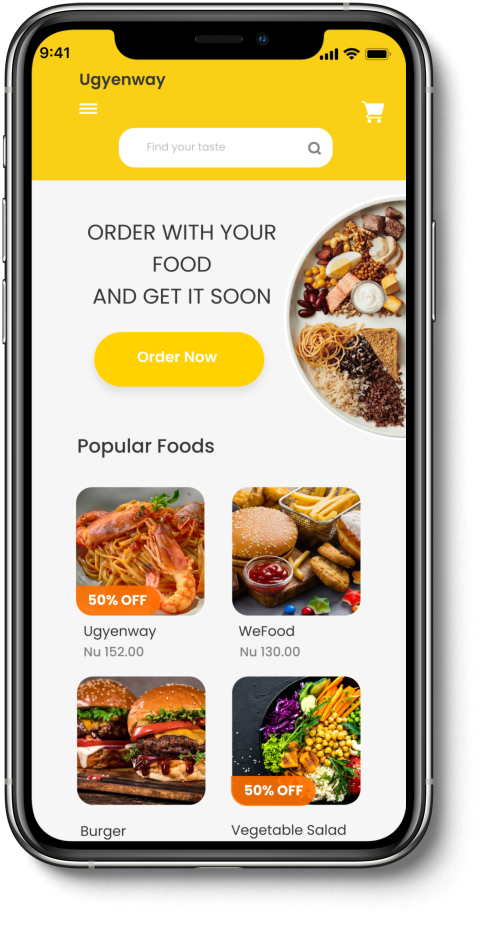 9:41
Ugyenway
Find your taste
ORDER WITH YOUR
FOOD
AND GET IT SOON
Order Now
Popular Foods
50% OFF
Ugyenway
Nu 152.00
WeFood
Nu 130.00
Burger
50% OFF
Vegetable Salad